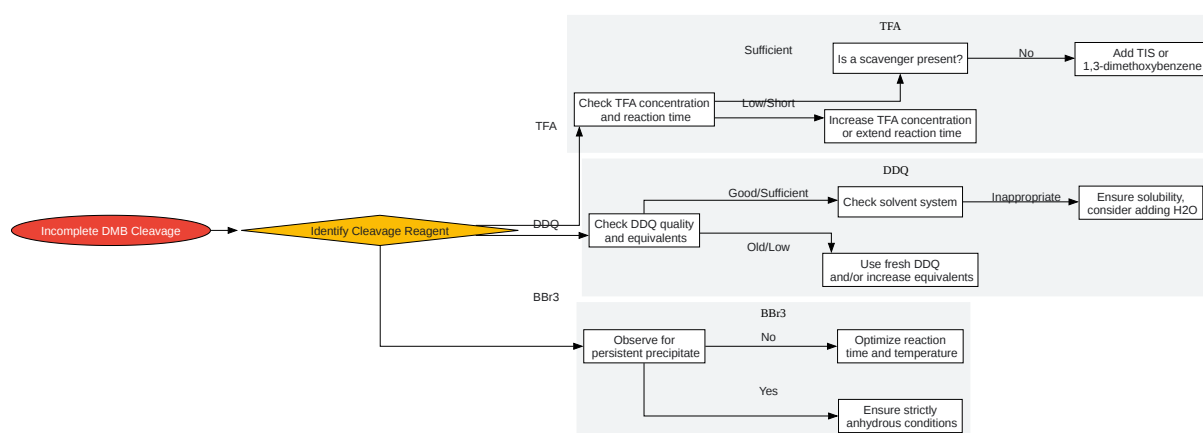 TFA
Sufficient
Is a scavenger present?
No
Add TIS or
1,3-dimethoxybenzene
Check TFA concentration
and reaction time
Low/Short
Increase TFA concentration
or extend reaction time
TFA
DDQ
Good/Sufficient
Check solvent system
Inappropriate
Ensure solubility,
consider adding H2O
Incomplete DMB Cleavage
Identify Cleavage Reagent
DDQ
Check DDQ quality
and equivalents
Old/Low
Use fresh DDQ
and/or increase equivalents
BBr3
BBr3
Observe for
persistent precipitate
No
Optimize reaction
time and temperature
Yes
Ensure strictly
anhydrous conditions